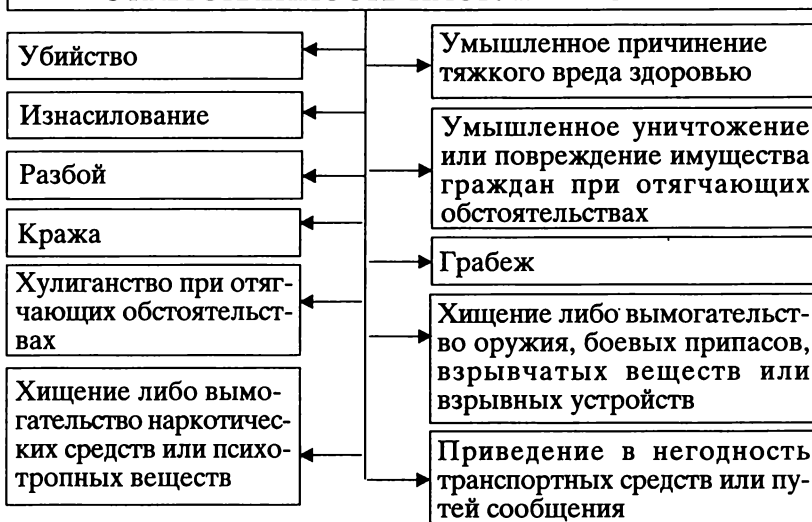 Убийство
Изнасилование
Разбой
Кража
Хулиганство при отяг-
чающих обстоятельст-
вах
Хищение либо вымо-
гательство наркотичес-
ких средств или психо-
тропных веществ
Умышленное причинение
тяжкого вреда здоровью
Умышленное уничтожение
или повреждение имущества
граждан при отягчающих
обстоятельствах
Грабеж
Хищение либо вымогательст-
во оружия, боевых припасов,
взрывчатых веществ или
взрывных устройств
Приведение в негодность
транспортных средств или пу-
тей сообщения